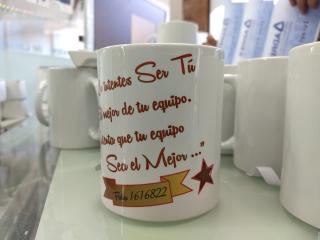 intentes Ser Tú
mejor de tu equipo.
que tu equipo
Sea el Mejor ..."
1616822